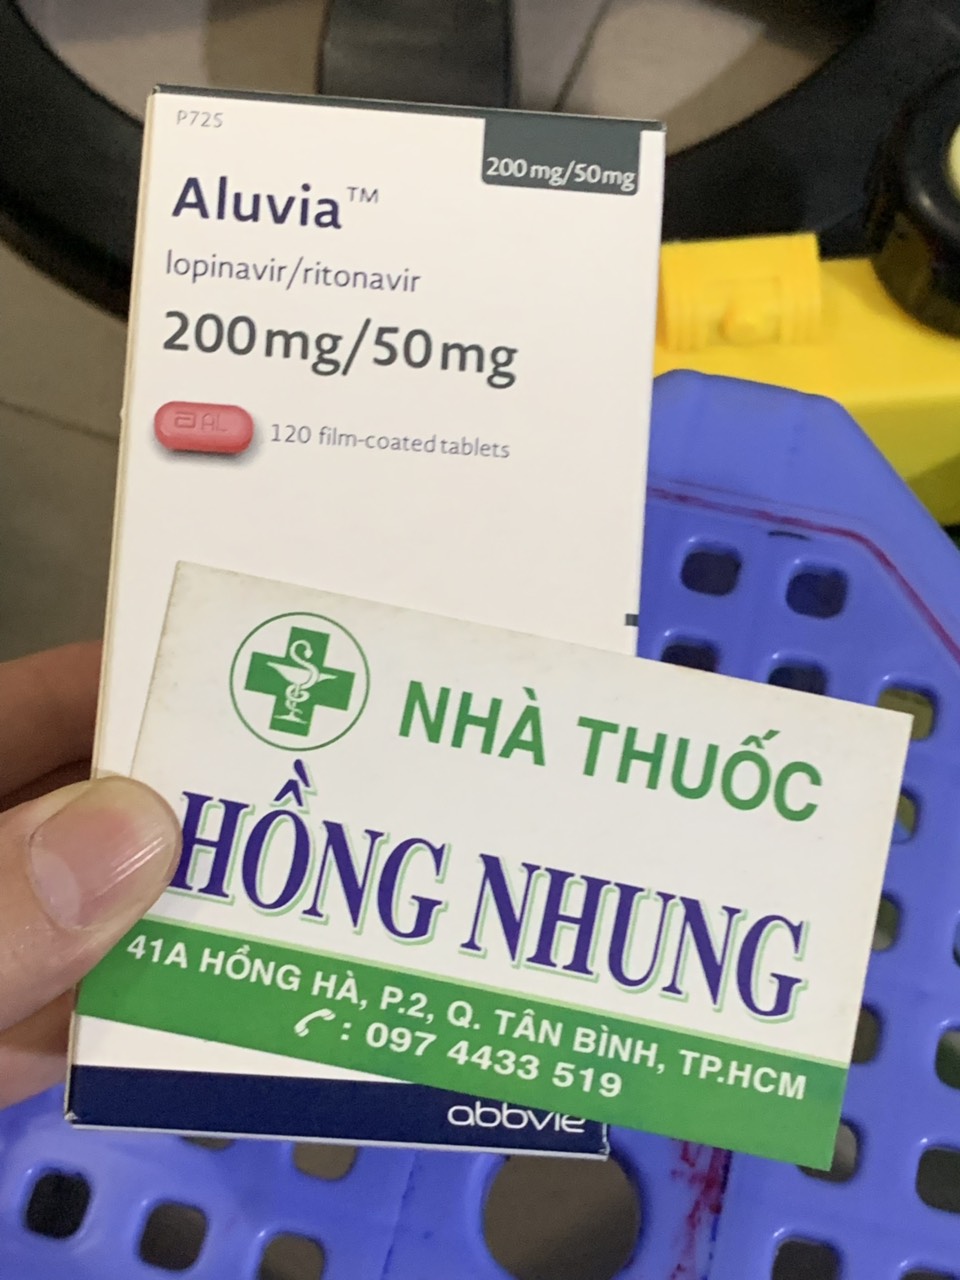 P725
200 mg/50 mg
Aluvia™
lopinavir/ritonavir
200 mg/50 mg
AL
120 film-coated tablets
NHÀ THUỐC
HỒNG NHUNG
41A HỒNG HÀ, P.2, Q. TÂN BÌNH, TP.HCM
: 097 4433 519
abbvie